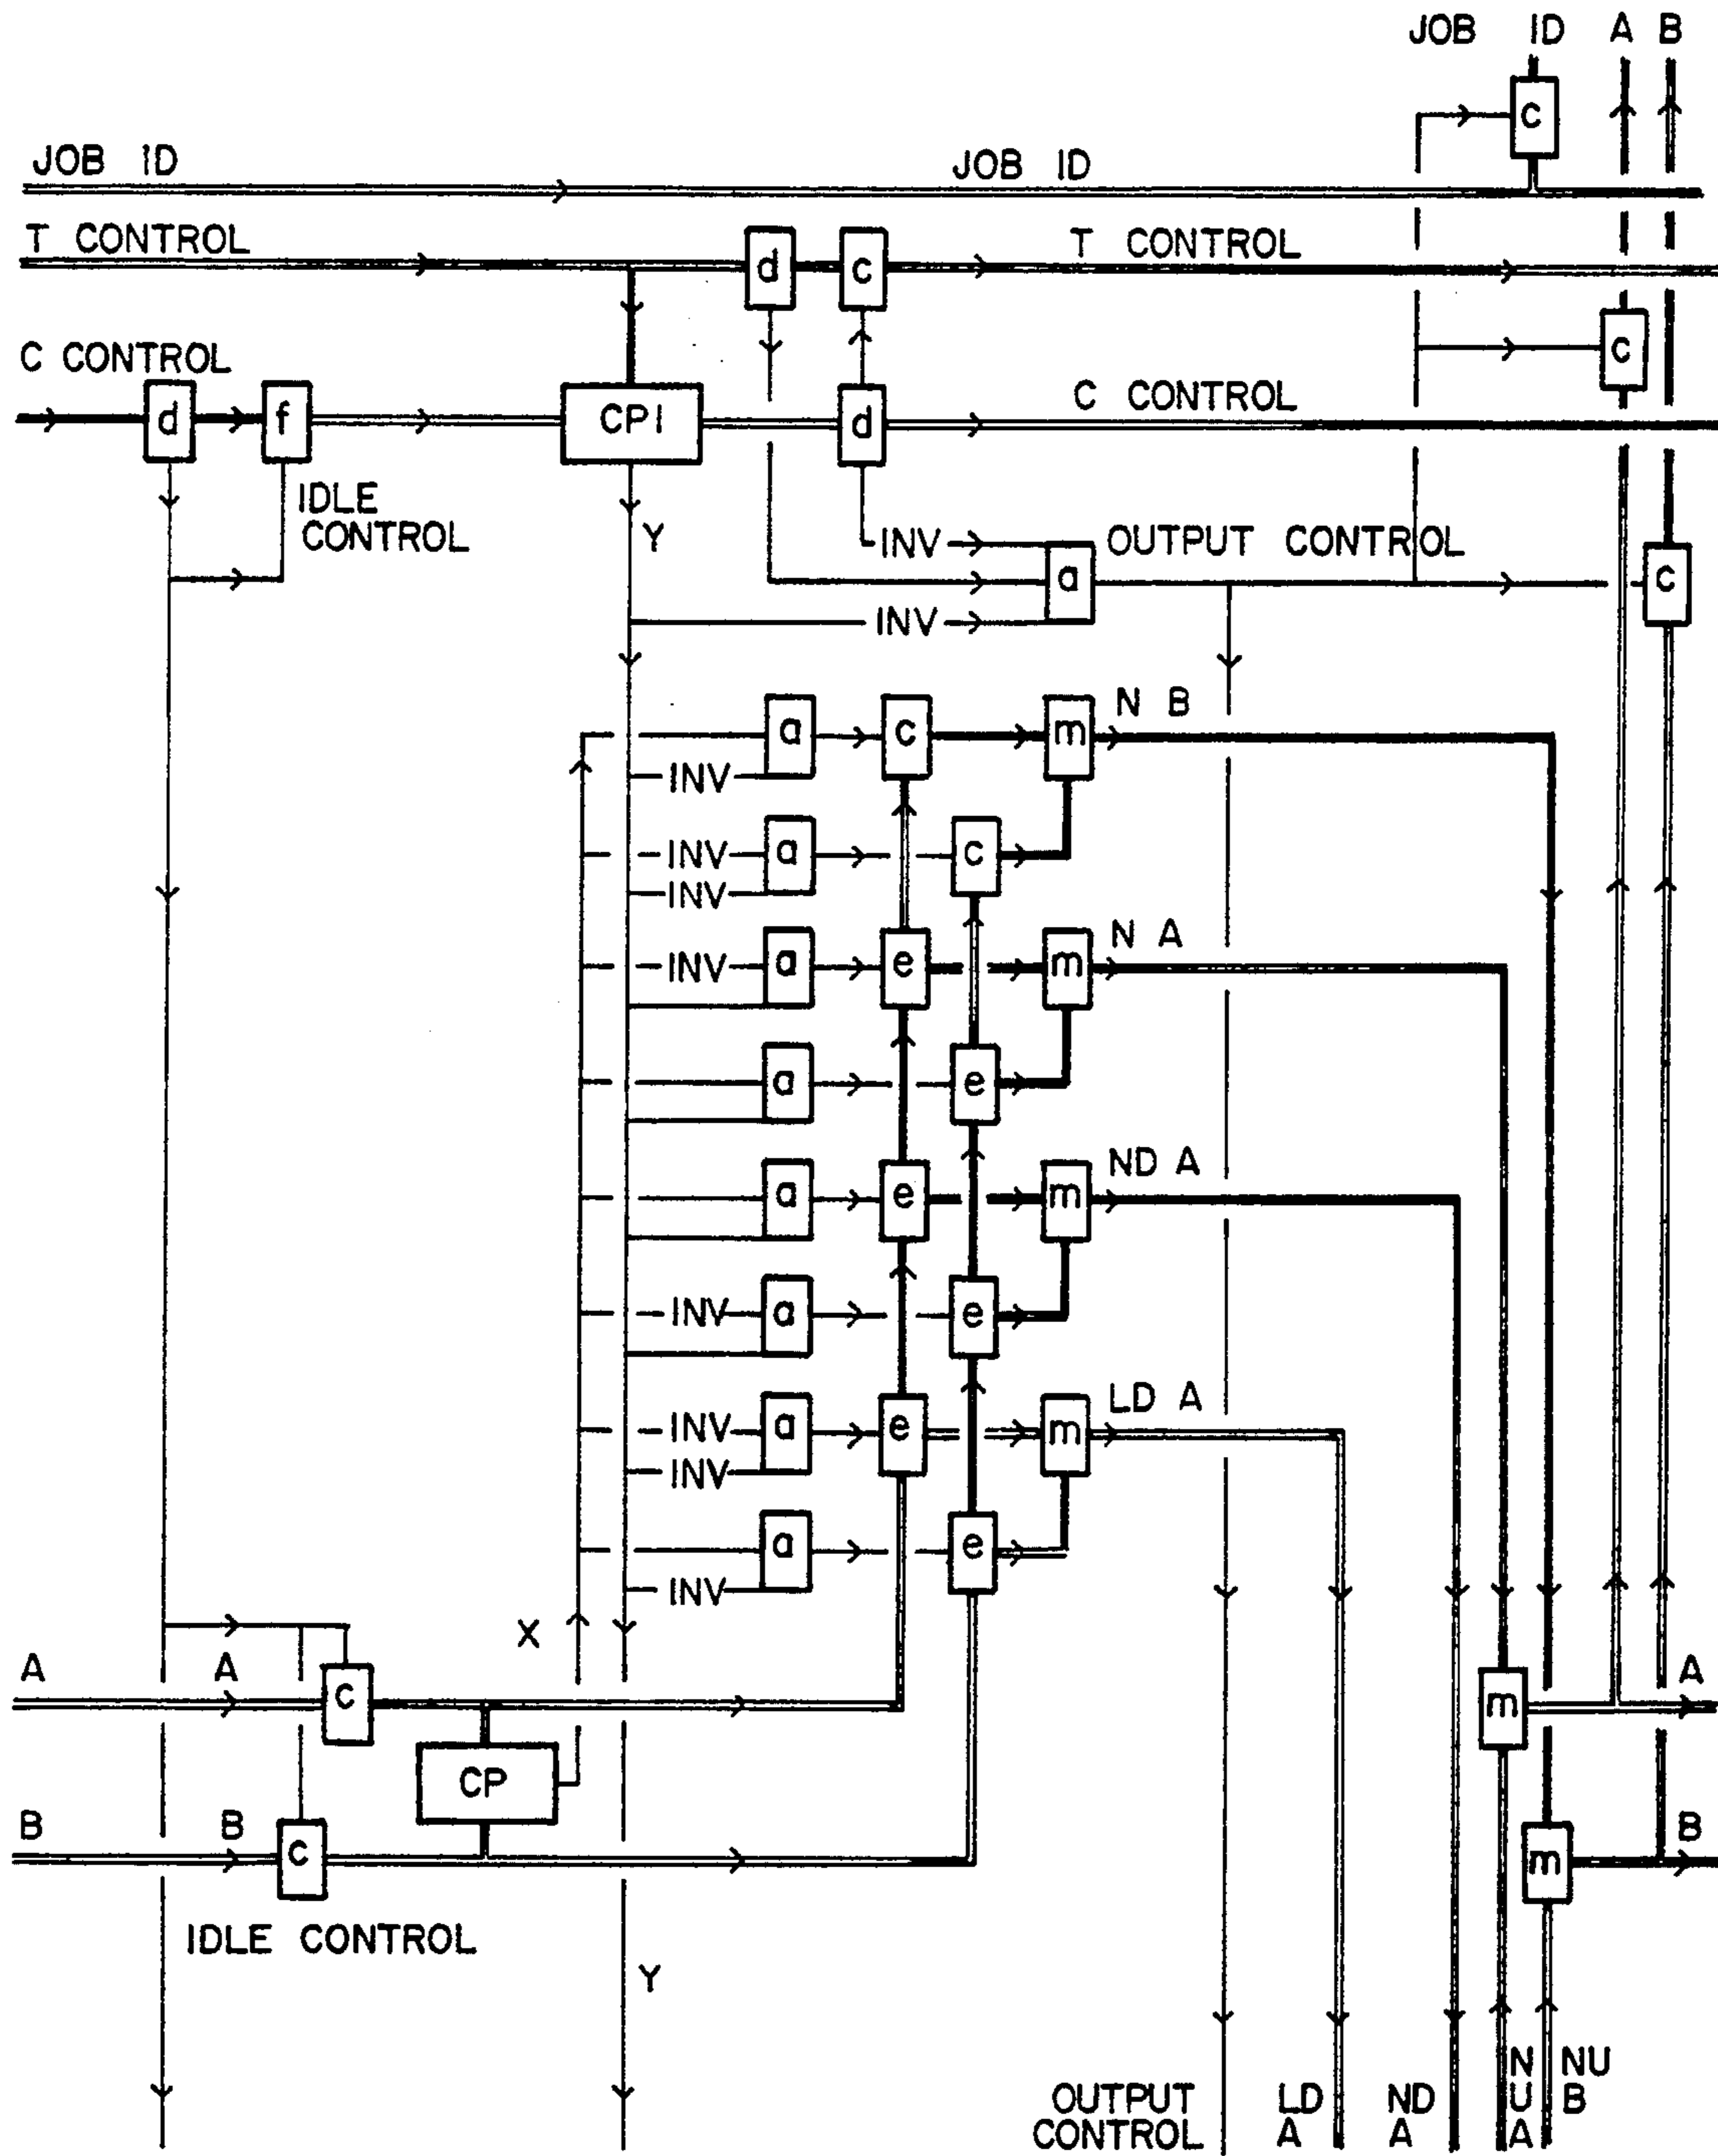 JOB ID A B
c
JOB ID JOB ID
T CONTROL T CONTROL
d c
c
C CONTROL C CONTROL
d f CPI d
IDLE
CONTROL
Y INV OUTPUT CONTROL
a c
INV
a c m N B
INV
INV a c
INV
INV a e m N A
a e
a e m ND A
INV a e
INV a e m LD A
INV
a e
INV
X
A A c m A
CP
B B c m B
IDLE CONTROL
Y
OUTPUT
CONTROL
LD
A
ND
A
N
U
A
NU
B